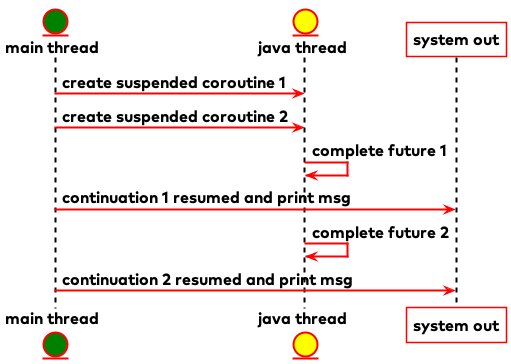 main thread
java thread
system out
create suspended coroutine 1
create suspended coroutine 2
complete future 1
continuation 1 resumed and print msg
complete future 2
continuation 2 resumed and print msg
main thread
java thread
system out